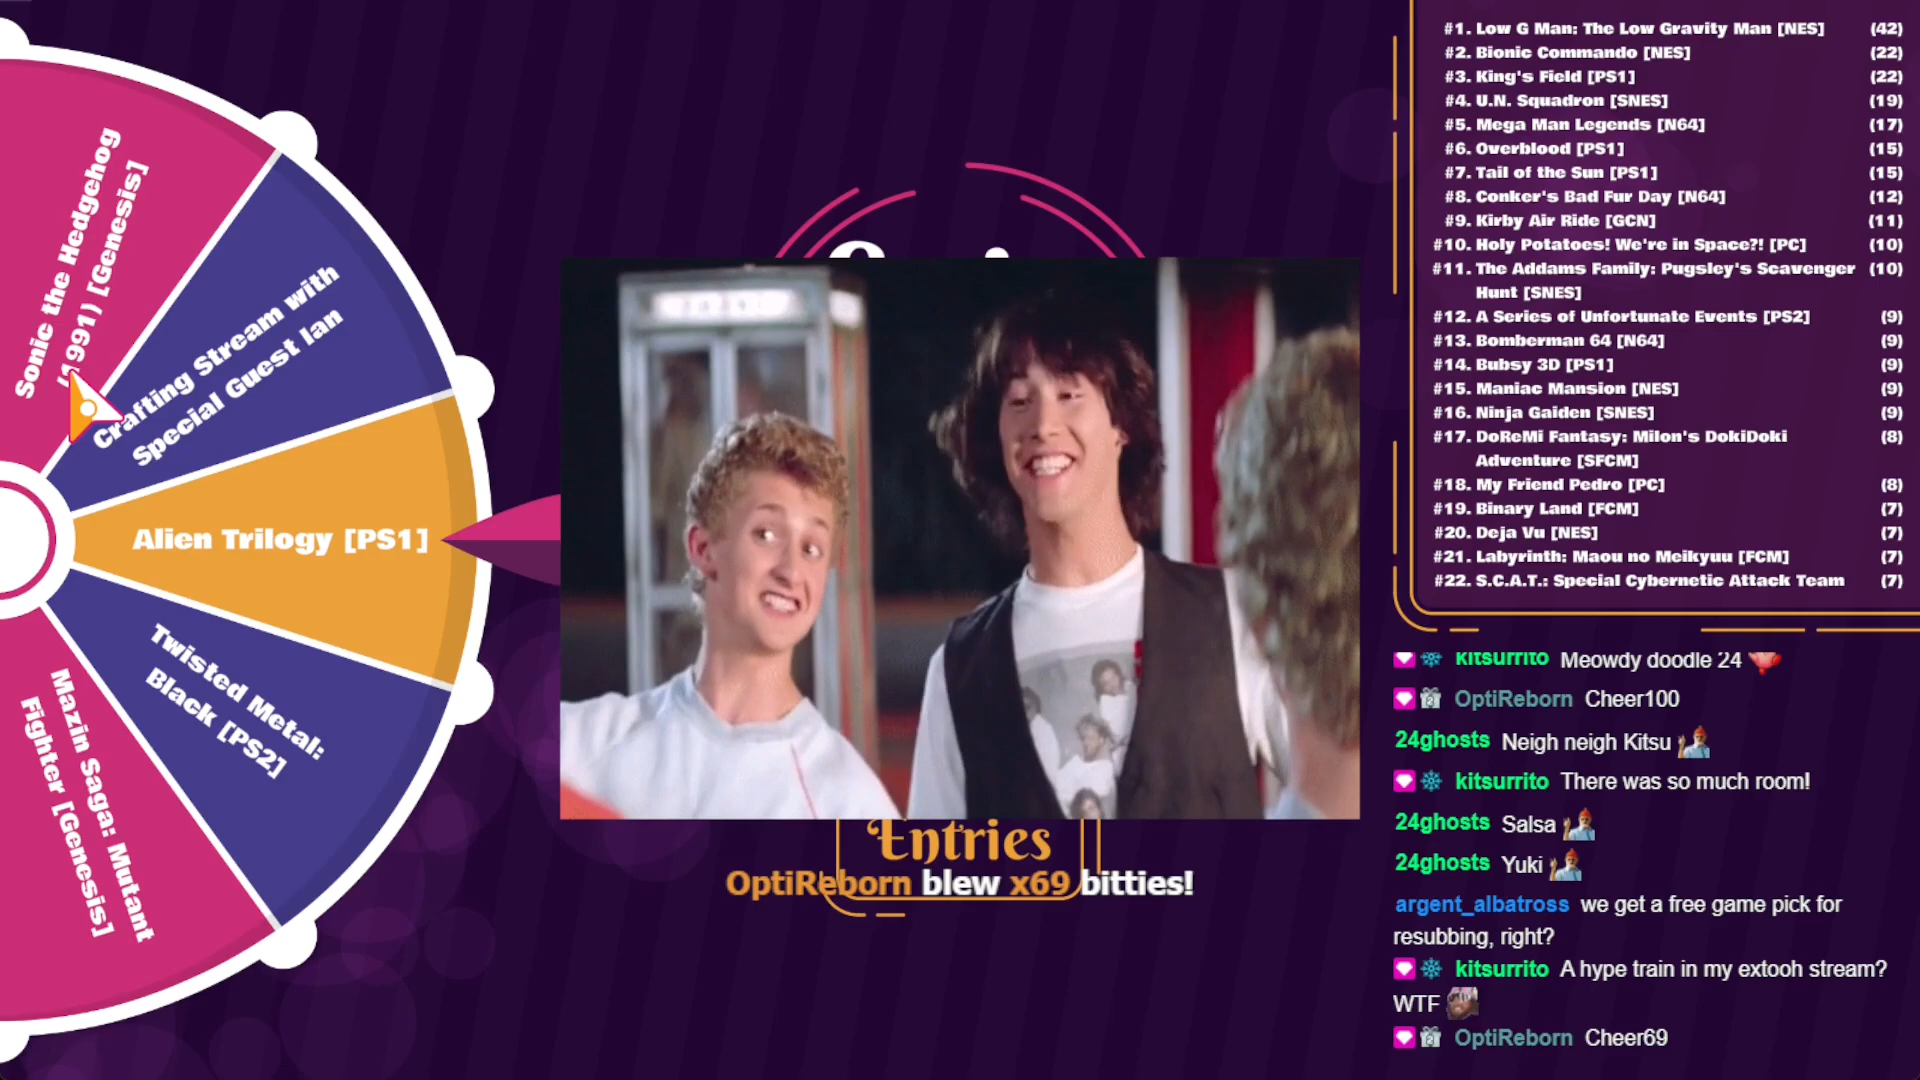 Sonic the Hedgehog
(1991) [Genesis]
Crafting Stream with
Special Guest Ian
Alien Trilogy [PS1]
Twisted Metal:
Black [PS2]
Mazin Saga: Mutant
Fighter [Genesis]
Entries
OptiReborn blew x69 bitties!
#1. Low G Man: The Low Gravity Man [NES] (42)
#2. Bionic Commando [NES] (22)
#3. King's Field [PS1] (22)
#4. U.N. Squadron [SNES] (19)
#5. Mega Man Legends [N64] (17)
#6. Overblood [PS1] (15)
#7. Tail of the Sun [PS1] (15)
#8. Conker's Bad Fur Day [N64] (12)
#9. Kirby Air Ride [GCN] (11)
#10. Holy Potatoes! We're in Space?! [PC] (10)
#11. The Addams Family: Pugsley's Scavenger (10)
Hunt [SNES]
#12. A Series of Unfortunate Events [PS2] (9)
#13. Bomberman 64 [N64] (9)
#14. Bubsy 3D [PS1] (9)
#15. Maniac Mansion [NES] (9)
#16. Ninja Gaiden [SNES] (9)
#17. DoReMi Fantasy: Milon's DokiDoki (8)
Adventure [SFCM]
#18. My Friend Pedro [PC] (8)
#19. Binary Land [FCM] (7)
#20. Deja Vu [NES] (7)
#21. Labyrinth: Maou no Meikyuu [FCM] (7)
#22. S.C.A.T.: Special Cybernetic Attack Team (7)
kitsurrito Meowdy doodle 24
OptiReborn Cheer100
24ghosts Neigh neigh Kitsu
kitsurrito There was so much room!
24ghosts Salsa
24ghosts Yuki
argent_albatross we get a free game pick for
resubbing, right?
kitsurrito A hype train in my extooh stream?
WTF
OptiReborn Cheer69